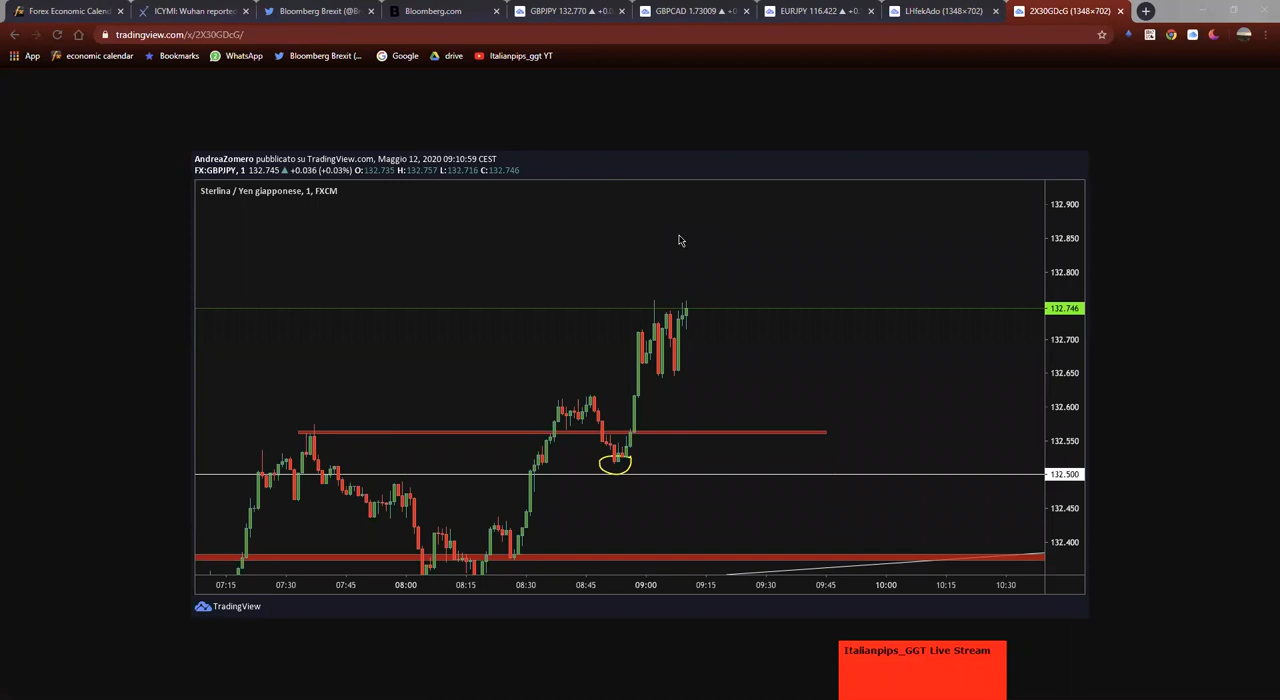 Forex Economic Calend
ICYMI: Wuhan reported
Bloomberg Brexit (@Br
Bloomberg.com
GBPJPY 132.770 ▲ +0.0
GBPCAD 1.73009 ▲ +0
EURJPY 116.422 ▲ +0.
LHfekAdo (1348×702)
2X30GDcG (1348×702)
tradingview.com/x/2X30GDcG/
App
economic calendar
Bookmarks
WhatsApp
Bloomberg Brexit (...
Google
drive
Italianpips_ggt YT
AndreaZomero pubblicato su TradingView.com, Maggio 12, 2020 09:10:59 CEST
FX:GBPJPY, 1 132.745 ▲ +0.036 (+0.03%) O:132.735 H:132.757 L:132.716 C:132.746
Sterlina / Yen giapponese, 1, FXCM
132.900
132.850
132.800
132.746
132.700
132.650
132.600
132.550
132.500
132.450
132.400
07:15 07:30 07:45 08:00 08:15 08:30 08:45 09:00 09:15 09:30 09:45 10:00 10:15 10:30
TradingView
Italianpips_GGT Live Stream